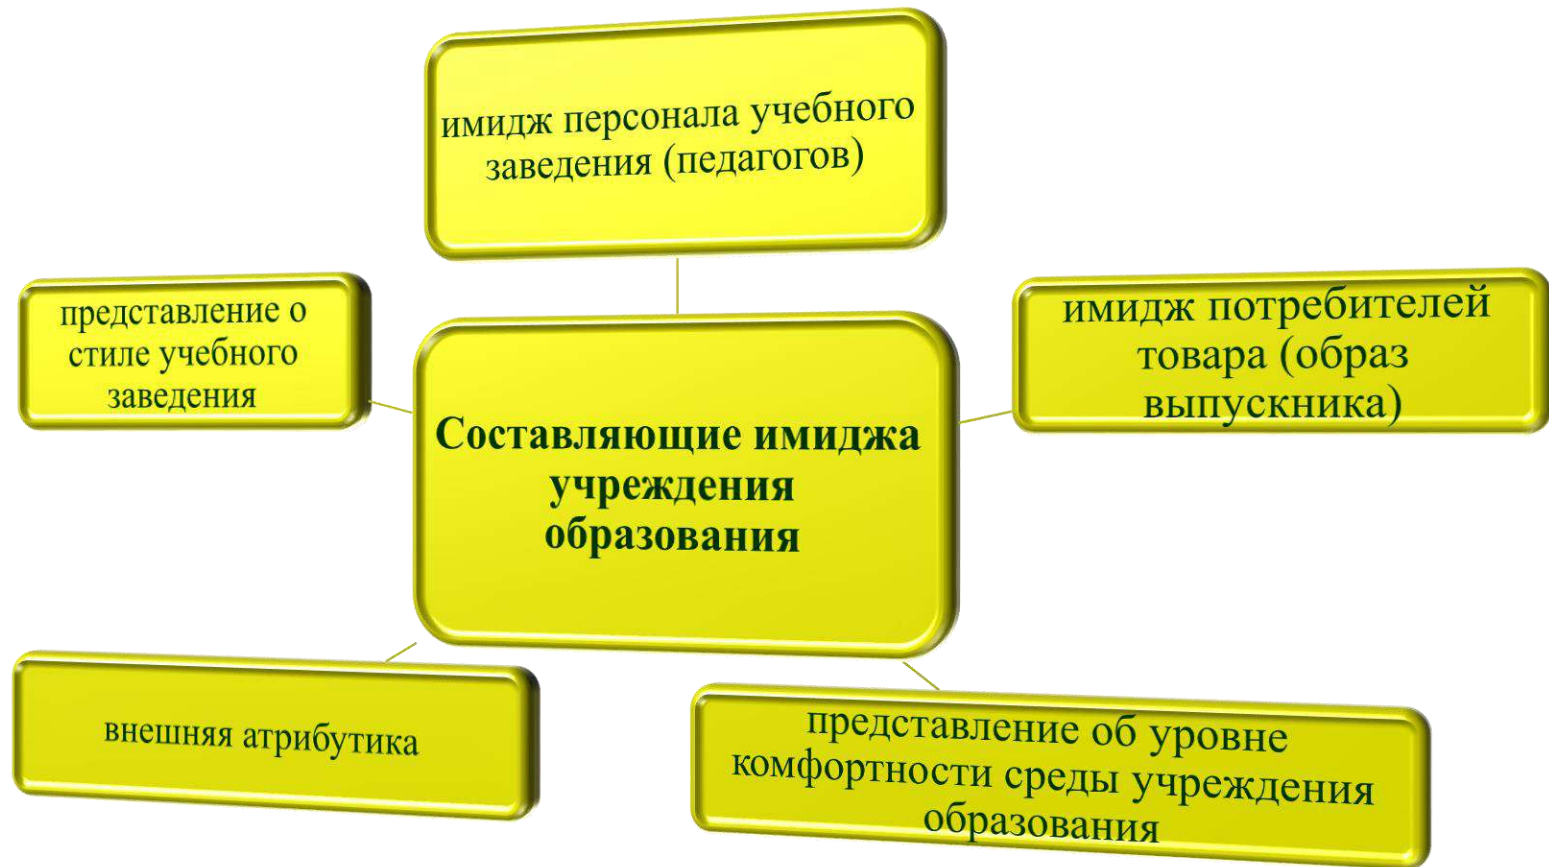 имидж персонала учебного
заведения (педагогов)
представление о
стиле учебного
заведения
имидж потребителей
товара (образ
выпускника)
Составляющие имиджа
учреждения
образования
внешняя атрибутика
представление об уровне
комфортности среды учреждения
образования